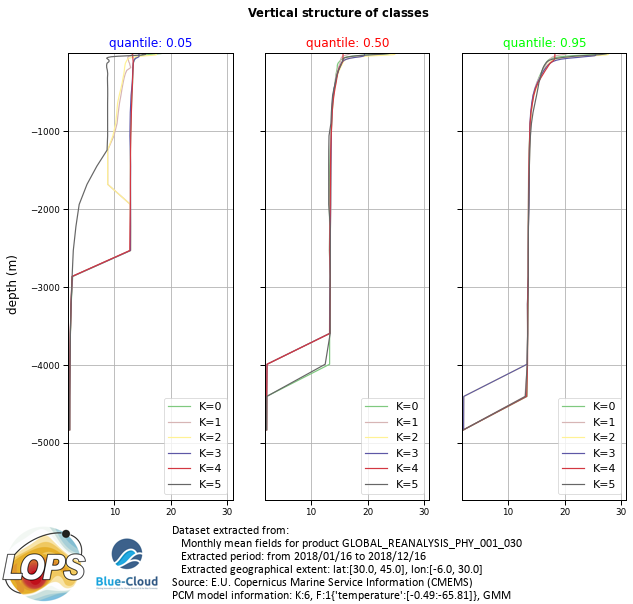 Vertical structure of classes
quantile: 0.05
quantile: 0.50
quantile: 0.95
depth (m)
−1000
−2000
−3000
−4000
−5000
K=0
K=1
K=2
K=3
K=4
K=5
K=0
K=1
K=2
K=3
K=4
K=5
K=0
K=1
K=2
K=3
K=4
K=5
10 20 30
10 20 30
10 20 30
LOPS
Blue-Cloud
Dataset extracted from:
Monthly mean fields for product GLOBAL_REANALYSIS_PHY_001_030
Extracted period: from 2018/01/16 to 2018/12/16
Extracted geographical extent: lat:[30.0, 45.0], lon:[-6.0, 30.0]
Source: E.U. Copernicus Marine Service Information (CMEMS)
PCM model information: K:6, F:1{'temperature':[-0.49:-65.81]}, GMM